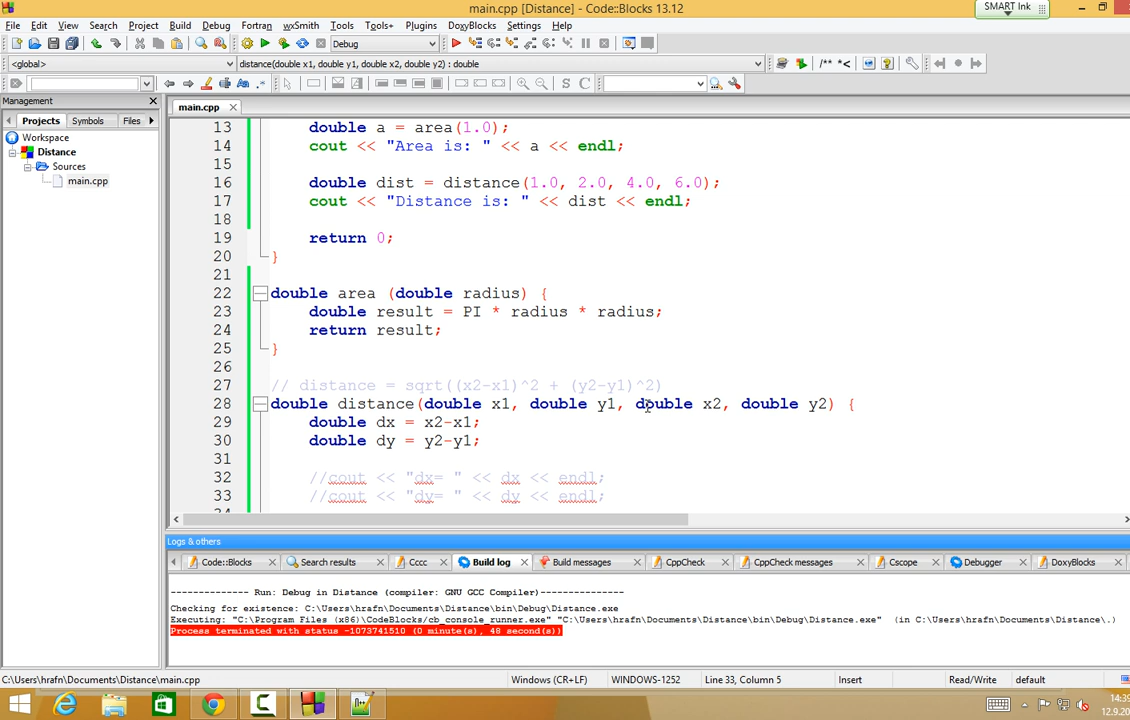 main.cpp [Distance] - Code::Blocks 13.12
SMART Ink
File Edit View Search Project Build Debug Fortran wxSmith Tools Tools+ Plugins DoxyBlocks Settings Help
Debug
<global> distance(double x1, double y1, double x2, double y2) : double
/** *<
Management
main.cpp
Projects Symbols Files
Workspace
Distance
Sources
main.cpp
13 double a = area(1.0);
14 cout << "Area is: " << a << endl;
15
16 double dist = distance(1.0, 2.0, 4.0, 6.0);
17 cout << "Distance is: " << dist << endl;
18
19 return 0;
20 }
21
22 double area (double radius) {
23 double result = PI * radius * radius;
24 return result;
25 }
26
27 // distance = sqrt((x2-x1)^2 + (y2-y1)^2)
28 double distance(double x1, double y1, double x2, double y2) {
29 double dx = x2-x1;
30 double dy = y2-y1;
31
32 //cout << "dx= " << dx << endl;
33 //cout << "dy= " << dy << endl;
Logs & others
Code::Blocks Search results Cccc Build log Build messages CppCheck CppCheck messages Cscope Debugger DoxyBlocks
-------------- Run: Debug in Distance (compiler: GNU GCC Compiler)---------------
Checking for existence: C:\Users\hrafn\Documents\Distance\bin\Debug\Distance.exe
Executing: "C:\Program Files (x86)\CodeBlocks/cb_console_runner.exe" "C:\Users\hrafn\Documents\Distance\bin\Debug\Distance.exe" (in C:\Users\hrafn\Documents\Distance\.)
Process terminated with status -1073741510 (0 minute(s), 48 second(s))
C:\Users\hrafn\Documents\Distance\main.cpp Windows (CR+LF) WINDOWS-1252 Line 33, Column 5 Insert Read/Write default
14:39
12.9.20